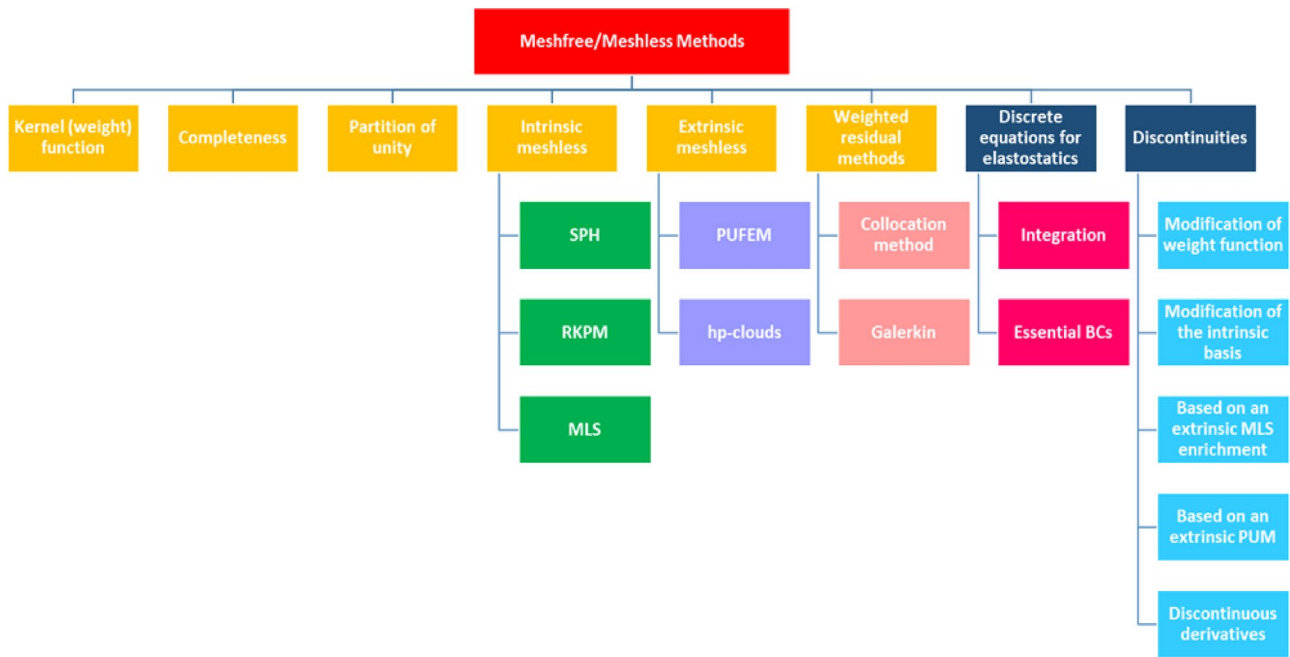 Meshfree/Meshless Methods
Kernel (weight)
function
Completeness
Partition of
unity
Intrinsic
meshless
Extrinsic
meshless
Weighted
residual
methods
Discrete
equations for
elastostatics
Discontinuities
SPH
RKPM
MLS
PUFEM
hp-clouds
Collocation
method
Galerkin
Integration
Essential BCs
Modification of
weight function
Modification of
the intrinsic
basis
Based on an
extrinsic MLS
enrichment
Based on an
extrinsic PUM
Discontinuous
derivatives